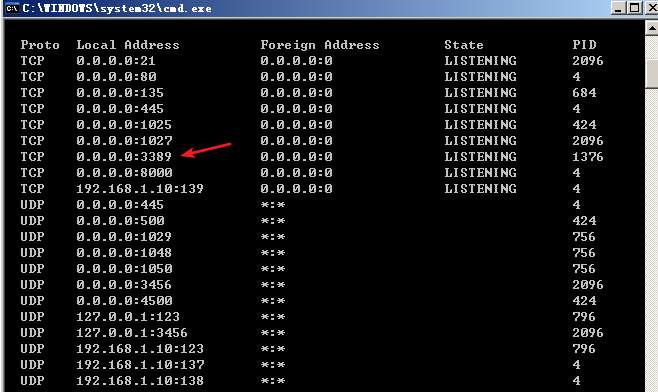 C:\WINDOWS\system32\cmd.exe
Proto Local Address Foreign Address State PID
TCP 0.0.0.0:21 0.0.0.0:0 LISTENING 2096
TCP 0.0.0.0:80 0.0.0.0:0 LISTENING 4
TCP 0.0.0.0:135 0.0.0.0:0 LISTENING 684
TCP 0.0.0.0:445 0.0.0.0:0 LISTENING 4
TCP 0.0.0.0:1025 0.0.0.0:0 LISTENING 424
TCP 0.0.0.0:1027 0.0.0.0:0 LISTENING 2096
TCP 0.0.0.0:3389 0.0.0.0:0 LISTENING 1376
TCP 0.0.0.0:8000 0.0.0.0:0 LISTENING 4
TCP 192.168.1.10:139 0.0.0.0:0 LISTENING 4
UDP 0.0.0.0:445 *:* 4
UDP 0.0.0.0:500 *:* 424
UDP 0.0.0.0:1029 *:* 756
UDP 0.0.0.0:1048 *:* 756
UDP 0.0.0.0:1050 *:* 756
UDP 0.0.0.0:3456 *:* 2096
UDP 0.0.0.0:4500 *:* 424
UDP 127.0.0.1:123 *:* 796
UDP 127.0.0.1:3456 *:* 2096
UDP 192.168.1.10:123 *:* 796
UDP 192.168.1.10:137 *:* 4
UDP 192.168.1.10:138 *:* 4